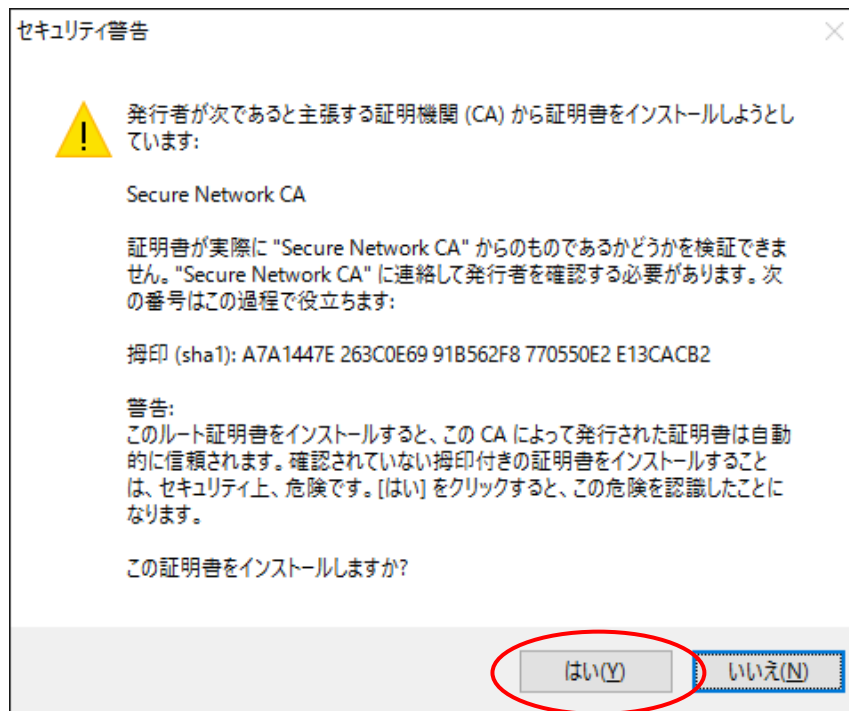 セキュリティ警告
発行者が次であると主張する証明機関 (CA) から証明書をインストールしようとし
ています:
Secure Network CA
証明書が実際に "Secure Network CA" からのものであるかどうかを検証できま
せん。"Secure Network CA" に連絡して発行者を確認する必要があります。次
の番号はこの過程で役立ちます:
拇印 (sha1): A7A1447E 263C0E69 91B562F8 770550E2 E13CACB2
警告:
このルート証明書をインストールすると、この CA によって発行された証明書は自動
的に信頼されます。確認されていない拇印付きの証明書をインストールすること
は、セキュリティ上、危険です。[はい] をクリックすると、この危険を認識したことに
なります。
この証明書をインストールしますか?
はい(Y)
いいえ(N)